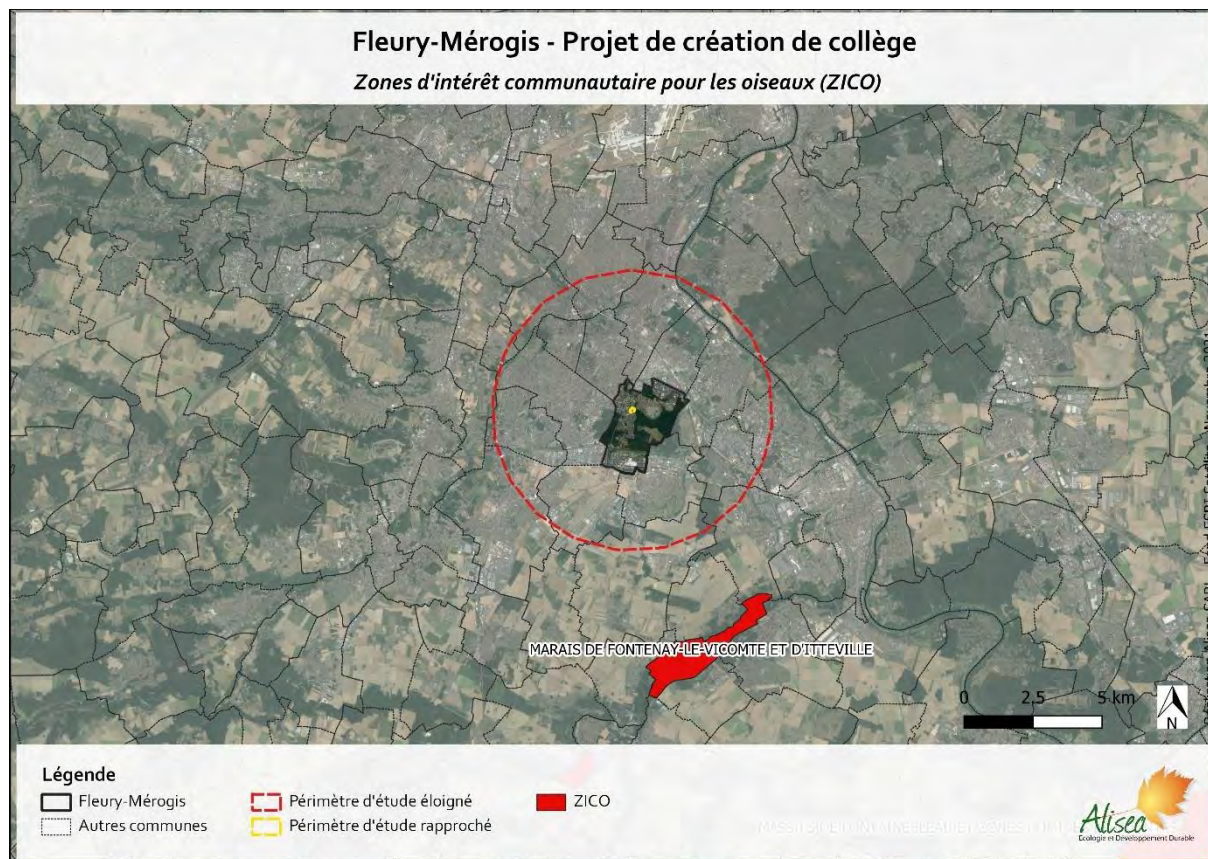 Fleury-Mérogis - Projet de création de collège
Zones d'intérêt communautaire pour les oiseaux (ZICO)
MARAIS DE FONTENAY-LE-VICOMTE ET D'ITTEVILLE
0 2.5 5 km
N
Légende
Fleury-Mérogis
Autres communes
Périmètre d'étude éloigné
Périmètre d'étude rapproché
ZICO
Alisea
Ecologie et Développement Durable